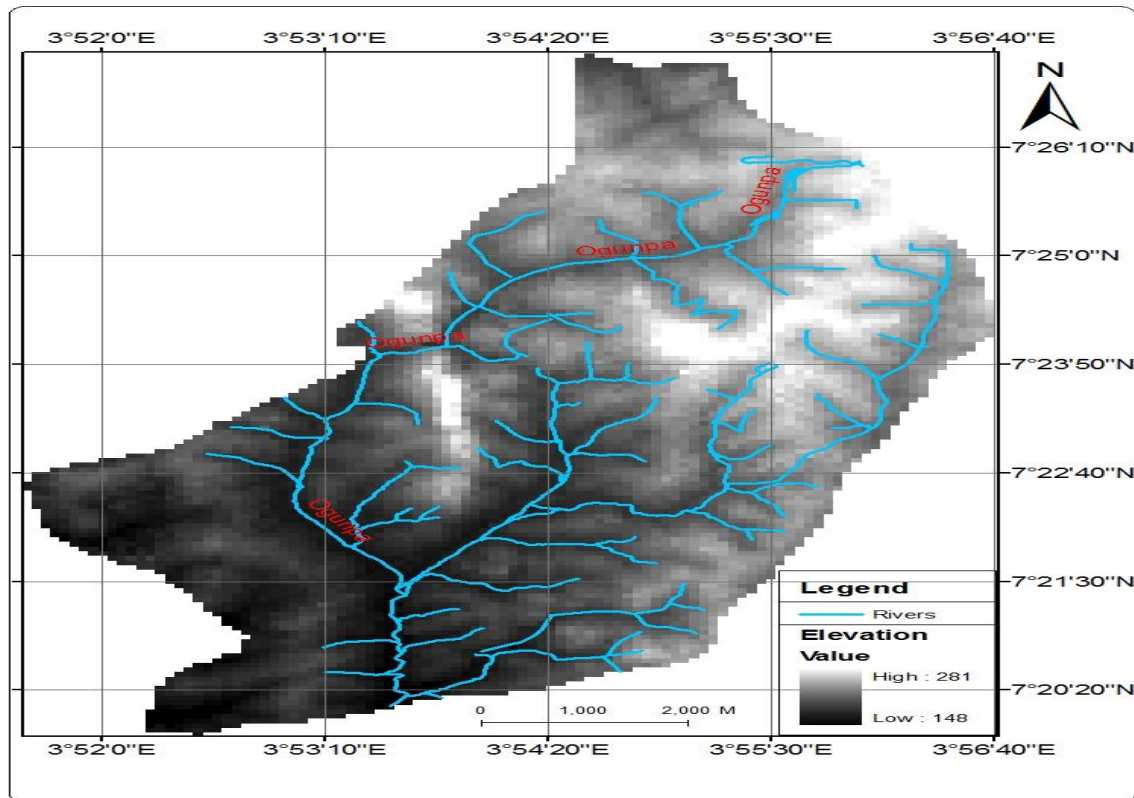 3°52'0"E 3°53'10"E 3°54'20"E 3°55'30"E 3°56'40"E
N
7°26'10"N
Ogunpa
Ogunpa
7°25'0"N
Ogunpa
7°23'50"N
7°22'40"N
Ogunpa
7°21'30"N
Legend
Rivers
Elevation
Value
High : 281
Low : 148
7°20'20"N
0 1,000 2,000 M
3°52'0"E 3°53'10"E 3°54'20"E 3°55'30"E 3°56'40"E